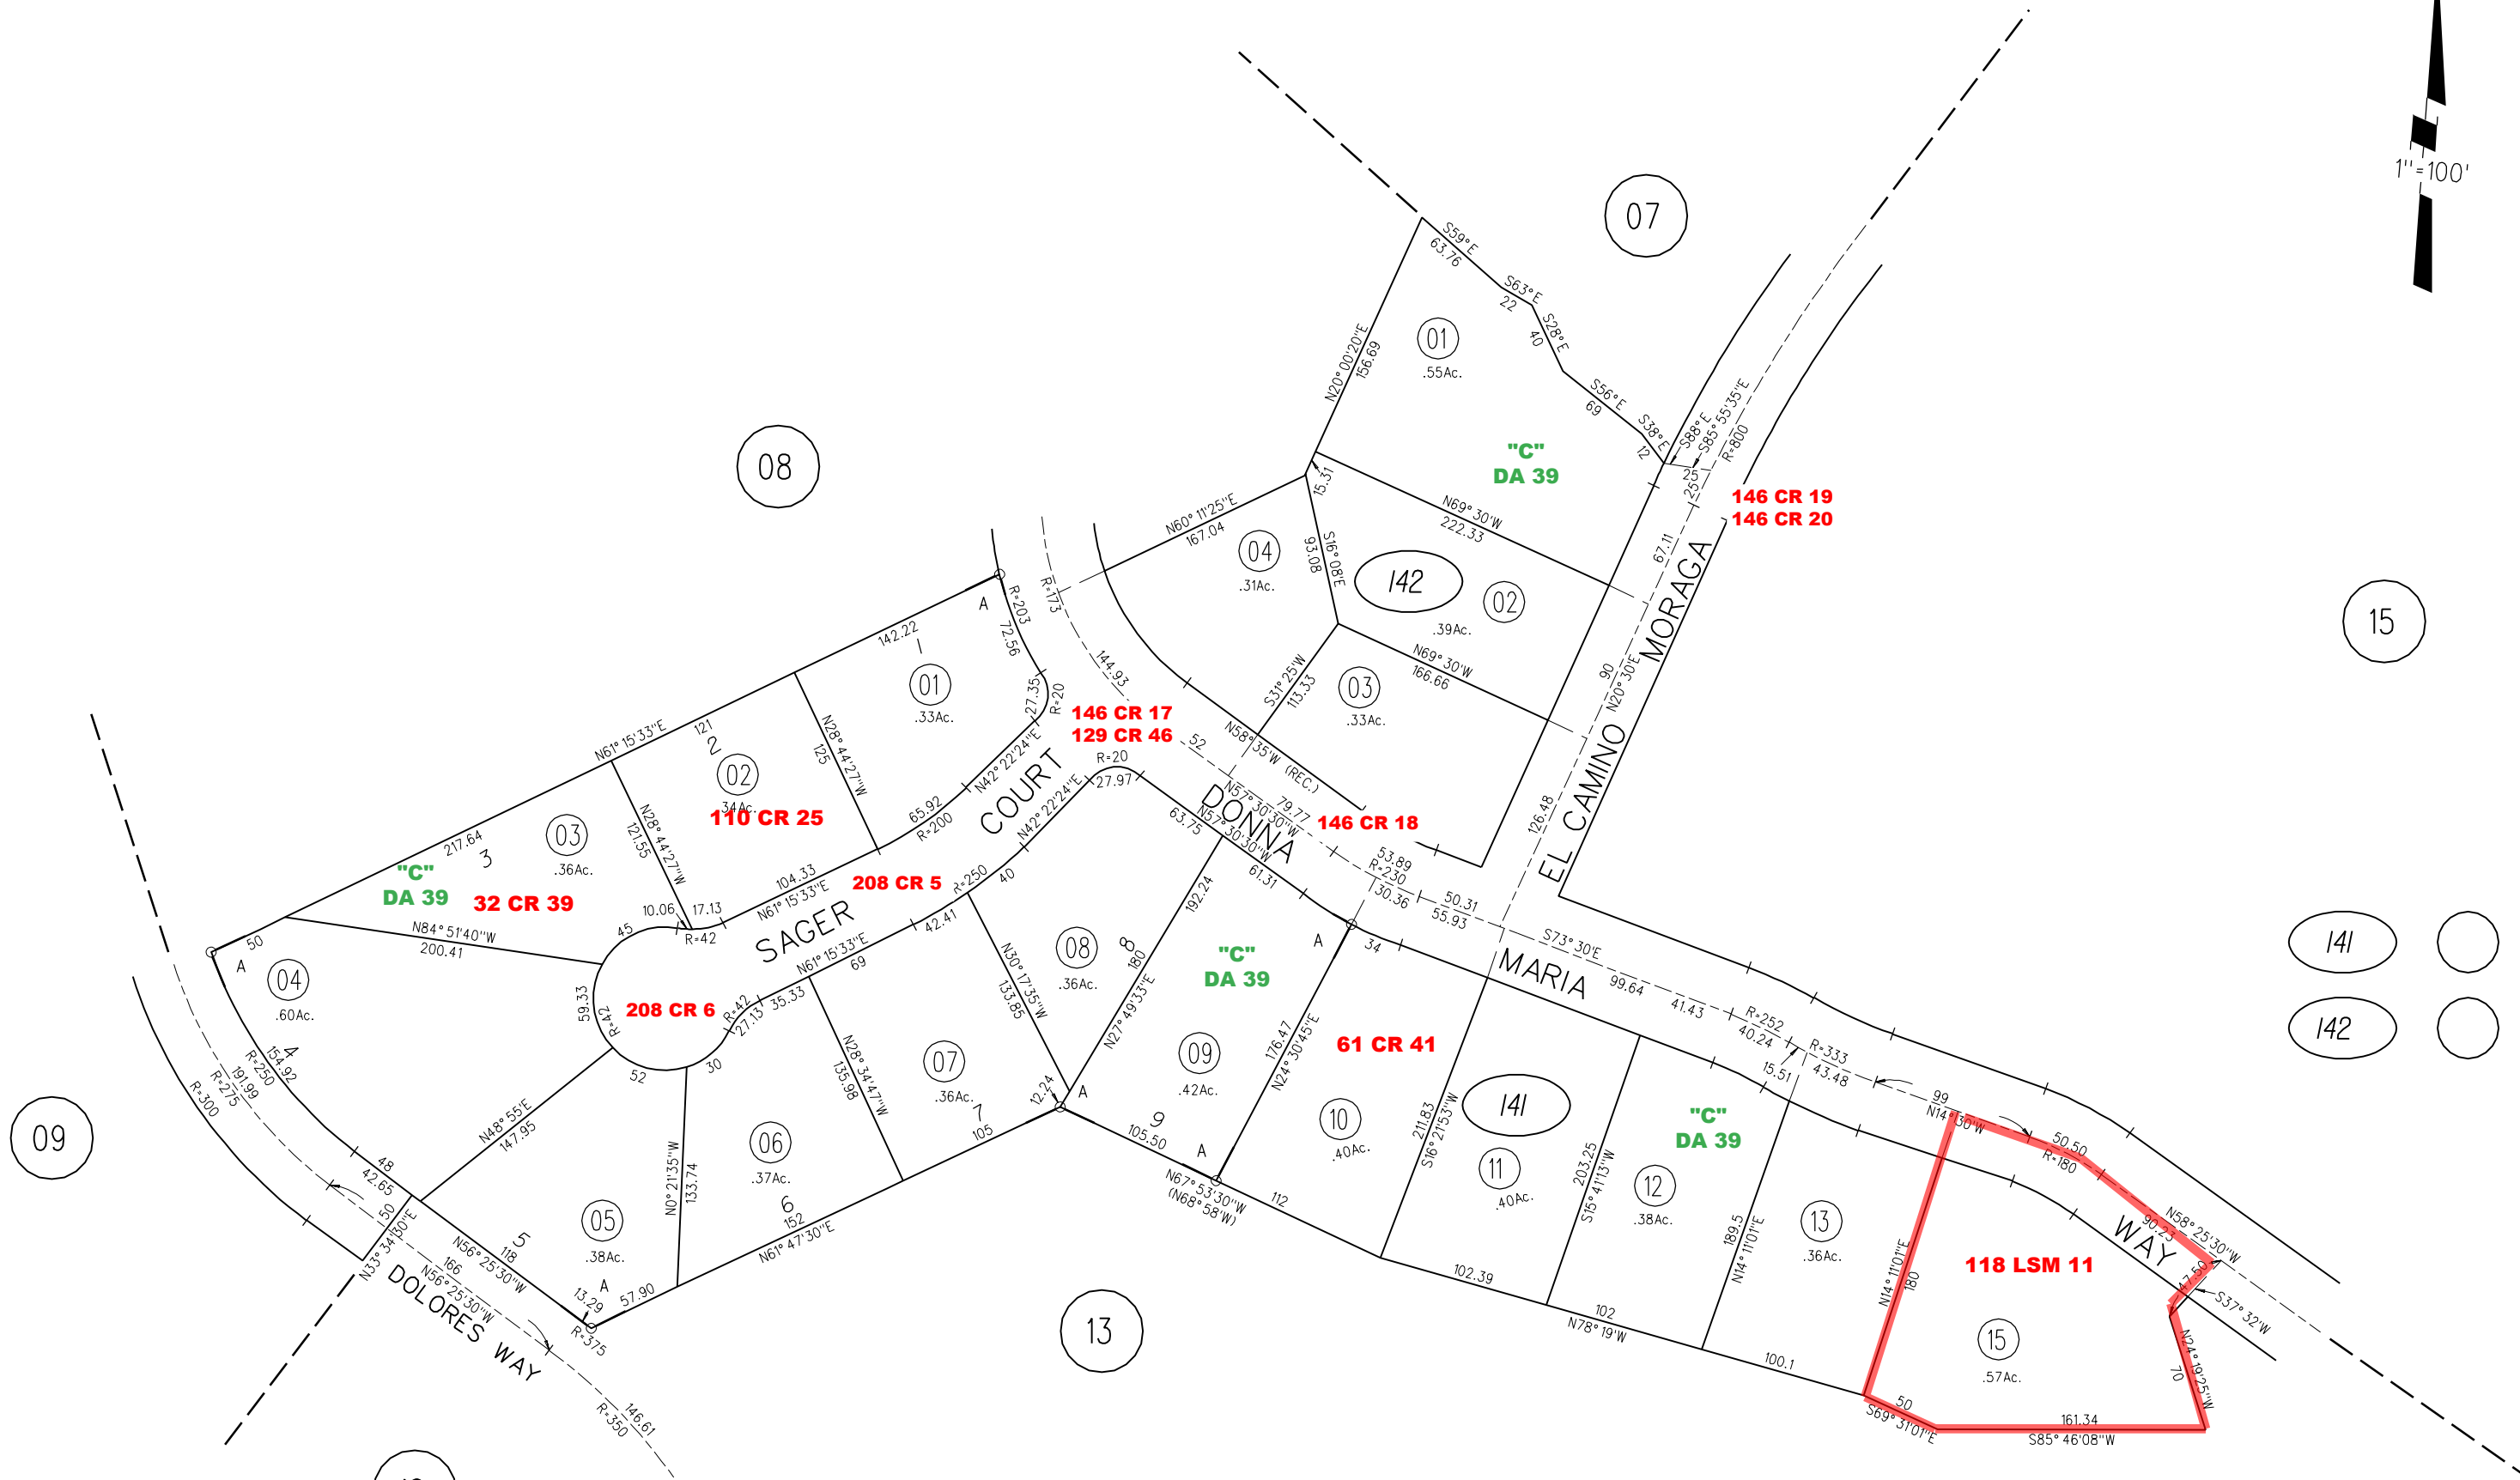 1"=100'
07
S59°E
63.76
S63°E
22
S28°E
40
01
.55Ac.
N20°00'20"E
156.69
S56°E
69
S38°E
12
S88°E
S85°55'35"E
R=800
25
25
"C"
DA 39
146 CR 19
146 CR 20
08
15.31
N60°11'25"E
167.04
N69°30'W
222.33
67.11
04
.31Ac.
S16°08'E
93.08
142
02
.39Ac.
EL CAMINO MORAGA
90
N20°30'E
15
A
R=203
72.56
R=173
144.93
142.22
1
01
.33Ac.
27.35
R=20
N69°30'W
166.66
S31°25'W
113.33
03
.33Ac.
146 CR 17
129 CR 46
52
N58°35'W (REC.)
R=20
27.97
N61°15'33"E
121
2
02
.34Ac.
110 CR 25
N28°44'27"W
125
N42°22'24"E
65.92
R=200
COURT
N42°22'24"E
63.75
DONNA
N57°30'30"W
79.77
N57°30'30"W
146 CR 18
126.48
N28°44'27"W
121.55
217.64
3
03
.36Ac.
"C"
DA 39
32 CR 39
104.33
N61°15'33"E
208 CR 5
R=250
40
61.31
53.89
R=230
30.36
50.31
55.93
10.06
17.13
R=42
45
SAGER
42.41
192.24
50
A
N84°51'40"W
200.41
04
.60Ac.
59.33
R=42
208 CR 6
N61°15'33"E
69
R=42
27.13
35.33
N30°17'35"W
133.85
08
.36Ac.
8
180
N27°49'33"E
"C"
DA 39
A
34
S73°30'E
99.64
MARIA
41.43
R=252
40.24
15.51
R=333
43.48
141
142
09
4
154.92
R=250
191.99
R=275
R=300
52
30
N28°34'47"W
135.98
07
.36Ac.
7
105
12.24
A
09
.42Ac.
176.47
N24°30'45"E
61 CR 41
10
.40Ac.
211.83
S16°21'53"W
141
11
.40Ac.
"C"
DA 39
203.25
S15°41'13"W
12
.38Ac.
99
N14°30'W
50.50
R=180
N48°55'E
147.95
48
42.65
50
N33°34'30"E
N0°21'35"W
133.74
06
.37Ac.
6
152
N61°47'30"E
9
105.50
A
N67°53'30"W
(N68°58'W)
112
13
.36Ac.
189.5
N14°11'01"E
N14°11'01"E
180
WAY
N58°25'30"W
90.23
118 LSM 11
47.50
S37°32'W
5
118
N56°25'30"W
166
N56°25'30"W
DOLORES WAY
05
.38Ac.
A
13.29
57.90
R=375
13
102.39
102
N78°19'W
100.1
15
.57Ac.
N24°19'25"W
70
50
S69°31'01"E
161.34
S85°46'08"W
146.61
R=350